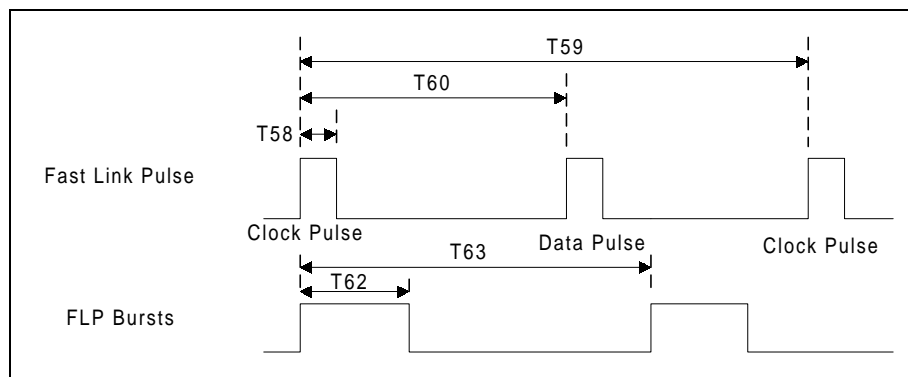 T59
T60
T58
Fast Link Pulse
Clock Pulse
Data Pulse
Clock Pulse
T63
T62
FLP Bursts